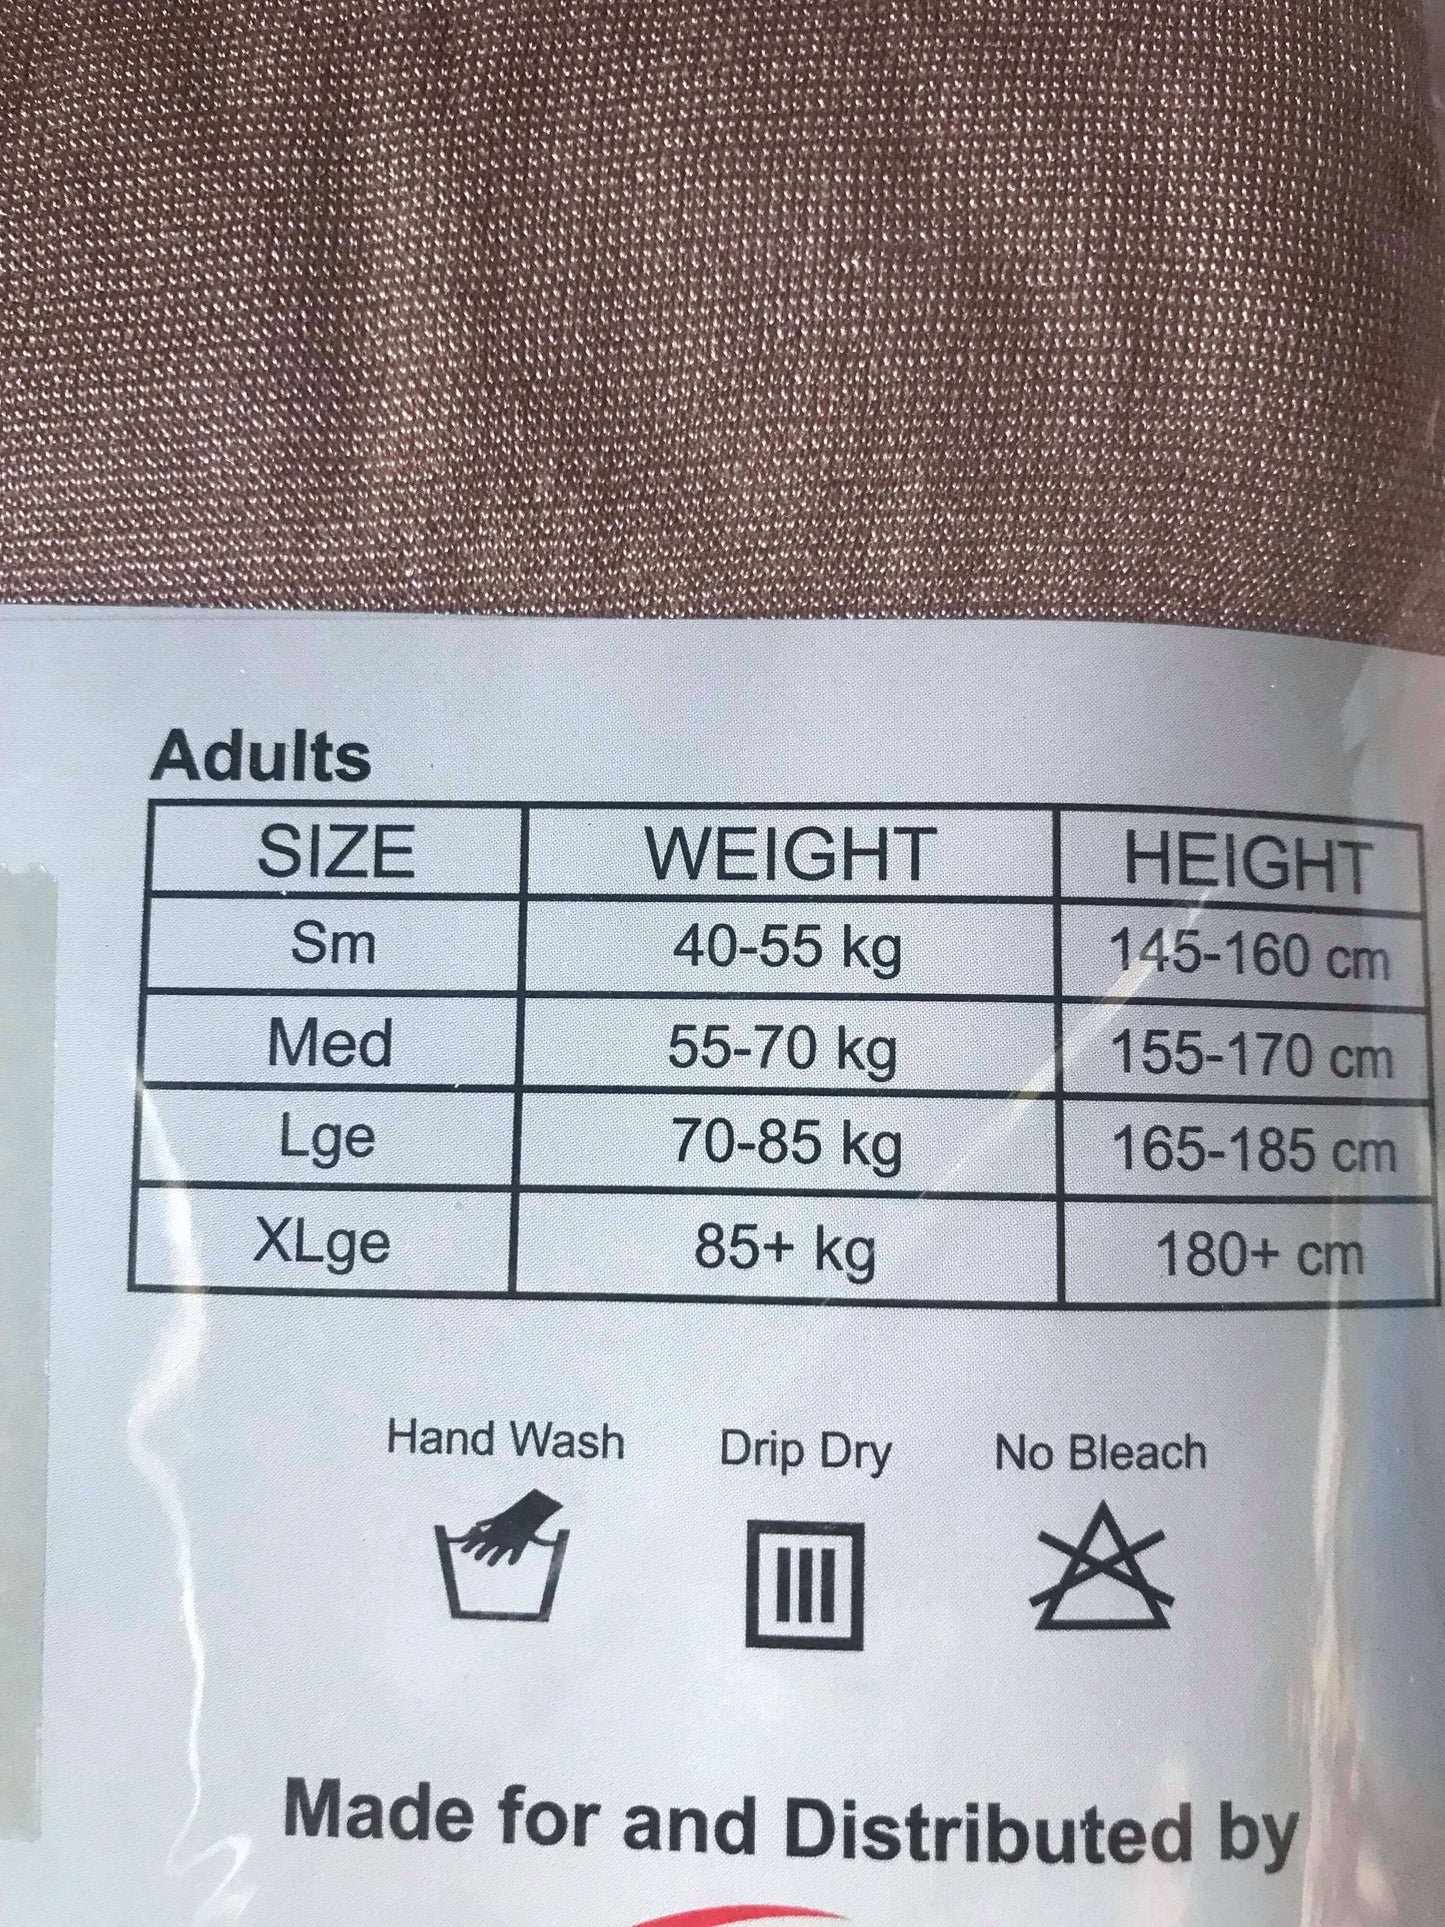 Adults
SIZE WEIGHT HEIGHT
Sm 40-55 kg 145-160 cm
Med 55-70 kg 155-170 cm
Lge 70-85 kg 165-185 cm
XLge 85+ kg 180+ cm
Hand Wash Drip Dry No Bleach
Made for and Distributed by